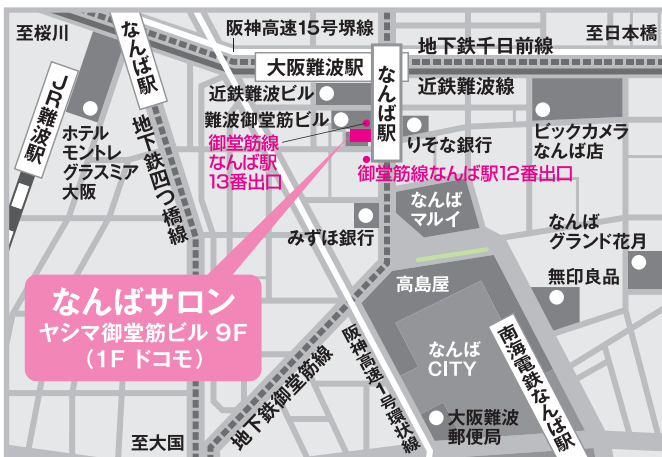 至桜川
なんば駅
阪神高速15号堺線
至日本橋
地下鉄千日前線
大阪難波駅
なんば駅
近鉄難波線
JR難波駅
近鉄難波ビル
難波御堂筋ビル
ホテル
モントレ
グラスミア
大阪
地下鉄四つ橋線
御堂筋線
なんば駅
13番出口
りそな銀行
ビックカメラ
なんば店
御堂筋線なんば駅12番出口
なんば
マルイ
みずほ銀行
なんば
グランド花月
なんばサロン
ヤシマ御堂筋ビル 9F
(1F ドコモ)
高島屋
無印良品
なんば
CITY
南海電鉄なんば駅
阪神高速1号環状線
地下鉄御堂筋線
大阪難波
郵便局
至大国